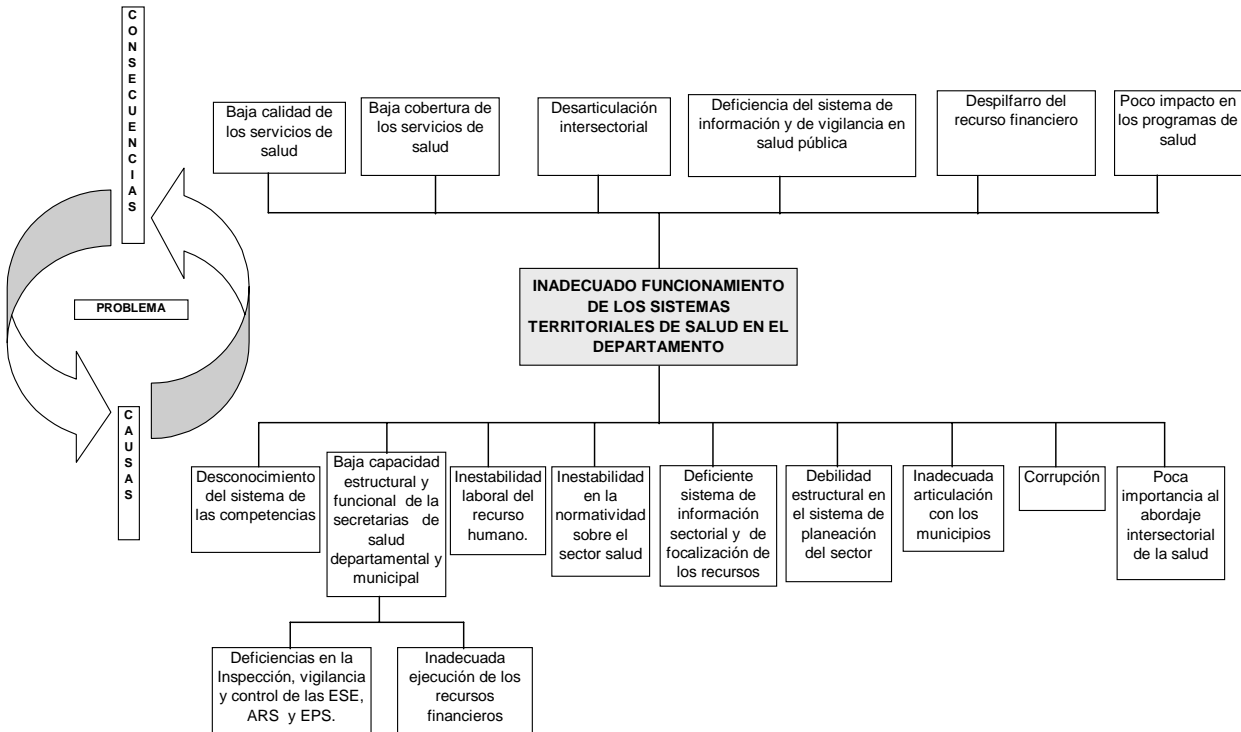 CONSECUENCIAS
Baja calidad de
los servicios de
salud
Baja cobertura de
los servicios de
salud
Desarticulación
intersectorial
Deficiencia del sistema de
información y de vigilancia en
salud pública
Despilfarro del
recurso financiero
Poco impacto en
los programas de
salud
PROBLEMA
INADECUADO FUNCIONAMIENTO
DE LOS SISTEMAS
TERRITORIALES DE SALUD EN EL
DEPARTAMENTO
CAUSAS
Desconocimiento
del sistema de
las competencias
Baja capacidad
estructural y
funcional de la
secretarias de
salud
departamental y
municipal
Inestabilidad
laboral del
recurso
humano.
Inestabilidad
en la
normatividad
sobre el
sector salud
Deficiente
sistema de
información
sectorial y de
focalización de
los recursos
Debilidad
estructural en
el sistema de
planeación
del sector
Inadecuada
articulación
con los
municipios
Corrupción
Poca
importancia al
abordaje
intersectorial
de la salud
Deficiencias en la
Inspección, vigilancia
y control de las ESE,
ARS y EPS.
Inadecuada
ejecución de los
recursos
financieros